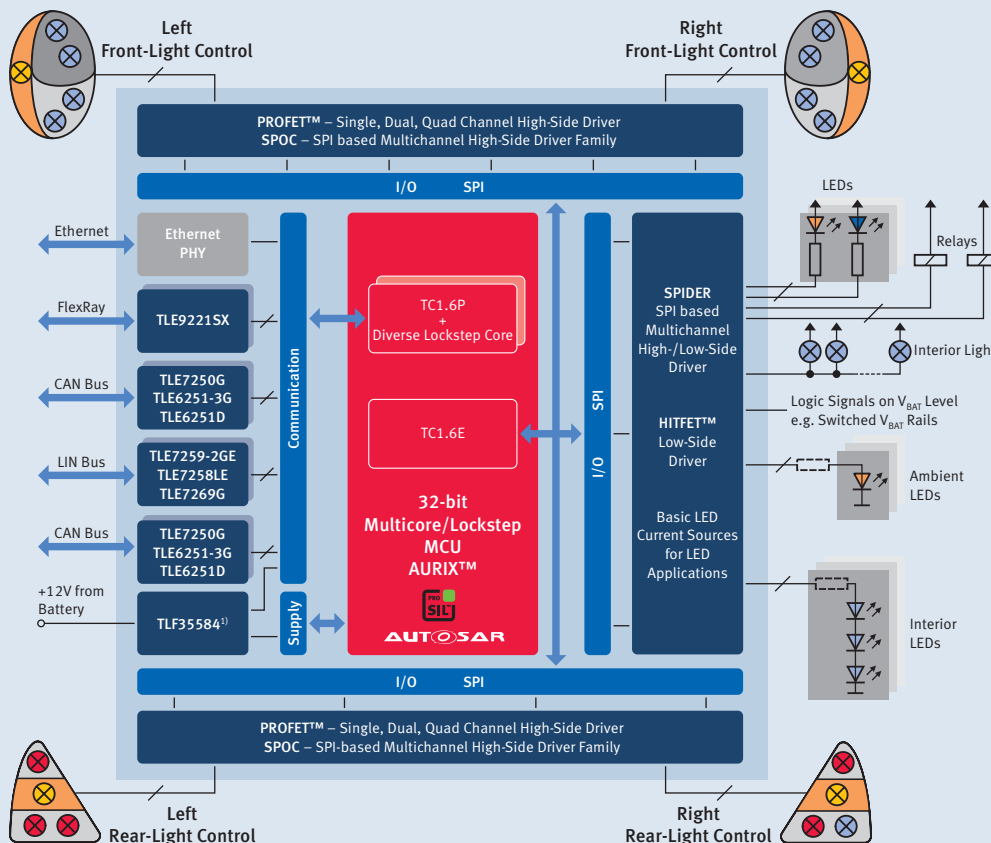 Left
Front-Light Control
Right
Front-Light Control
PROFET™ – Single, Dual, Quad Channel High-Side Driver
SPOC – SPI based Multichannel High-Side Driver Family
I/O SPI
LEDs
Ethernet
Ethernet
PHY
Relays
FlexRay
TLE9221SX
Communication
TC1.6P
+
Diverse Lockstep Core
I/O SPI
SPIDER
SPI based
Multichannel
High-/Low-Side
Driver
Interior Light
CAN Bus
TLE7250G
TLE6251-3G
TLE6251D
TC1.6E
HITFET™
Low-Side
Driver
Logic Signals on VBAT Level
e.g. Switched VBAT Rails
LIN Bus
TLE7259-2GE
TLE7258LE
TLE7269G
Ambient
LEDs
32-bit
Multicore/Lockstep
MCU
AURIX™
Basic LED
Current Sources
for LED
Applications
CAN Bus
TLE7250G
TLE6251-3G
TLE6251D
+12V from
Battery
TLF35584¹⁾
Supply
PRO
SIL
AUTOSAR
Interior
LEDs
I/O SPI
PROFET™ – Single, Dual, Quad Channel High-Side Driver
SPOC – SPI-based Multichannel High-Side Driver Family
Left
Rear-Light Control
Right
Rear-Light Control